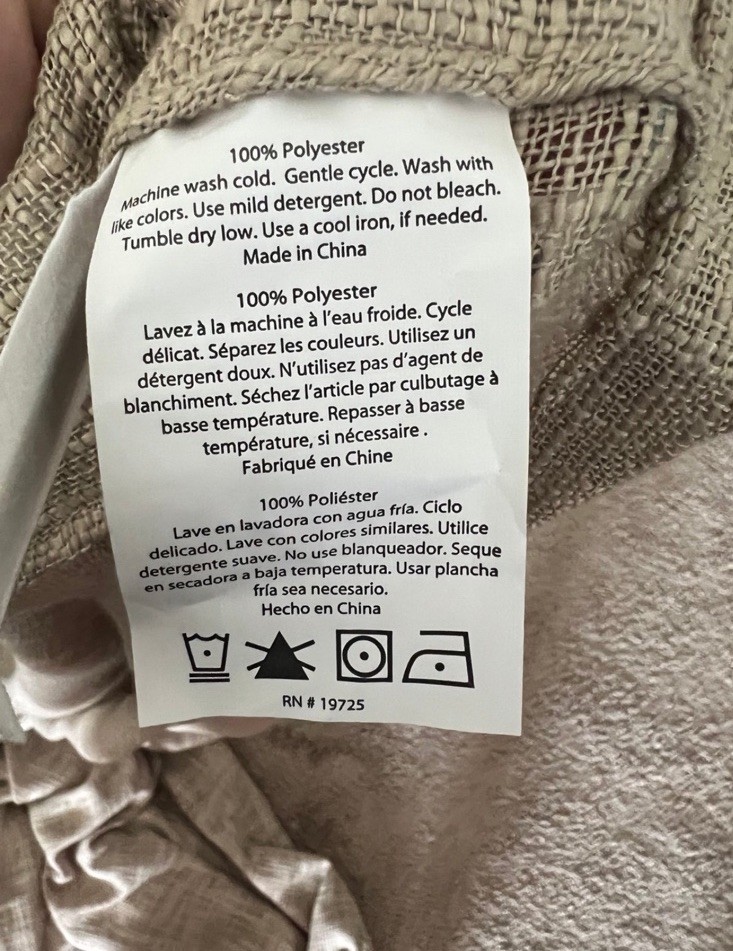 100% Polyester
Machine wash cold. Gentle cycle. Wash with
like colors. Use mild detergent. Do not bleach.
Tumble dry low. Use a cool iron, if needed.
Made in China
100% Polyester
Lavez à la machine à l'eau froide. Cycle
délicat. Séparez les couleurs. Utilisez un
détergent doux. N'utilisez pas d'agent de
blanchiment. Séchez l'article par culbutage à
basse température. Repasser à basse
température, si nécessaire .
Fabriqué en Chine
100% Poliéster
Lave en lavadora con agua fría. Ciclo
delicado. Lave con colores similares. Utilice
detergente suave. No use blanqueador. Seque
en secadora a baja temperatura. Usar plancha
fría sea necesario.
Hecho en China
RN # 19725